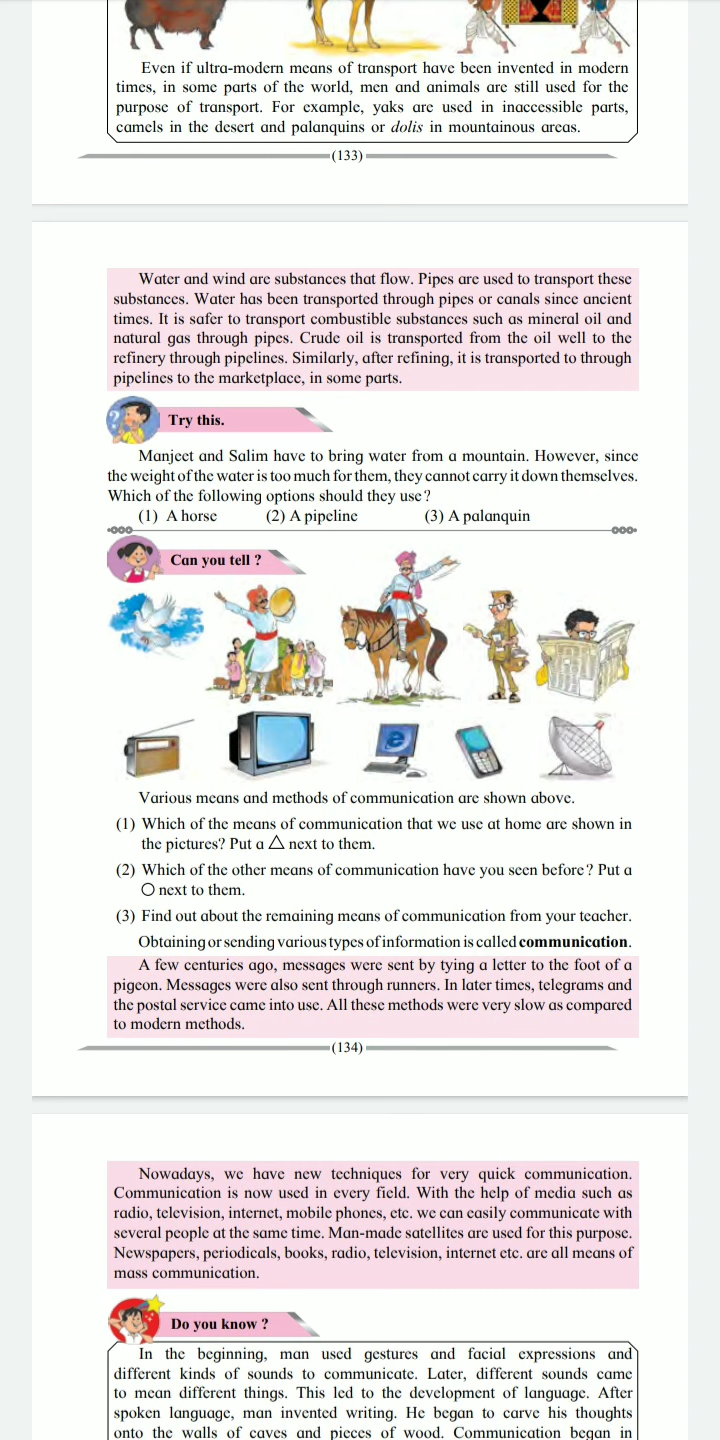 Even if ultra-modern means of transport have been invented in modern
times, in some parts of the world, men and animals are still used for the
purpose of transport. For example, yaks are used in inaccessible parts,
camels in the desert and palanquins or dolis in mountainous areas.
(133)
Water and wind are substances that flow. Pipes are used to transport these
substances. Water has been transported through pipes or canals since ancient
times. It is safer to transport combustible substances such as mineral oil and
natural gas through pipes. Crude oil is transported from the oil well to the
refinery through pipelines. Similarly, after refining, it is transported to through
pipelines to the marketplace, in some parts.
?
Try this.
Manjeet and Salim have to bring water from a mountain. However, since
the weight of the water is too much for them, they cannot carry it down themselves.
Which of the following options should they use?
(1) A horse (2) A pipeline (3) A palanquin
Can you tell ?
Various means and methods of communication are shown above.
(1) Which of the means of communication that we use at home are shown in
the pictures? Put a △ next to them.
(2) Which of the other means of communication have you seen before? Put a
○ next to them.
(3) Find out about the remaining means of communication from your teacher.
Obtaining or sending various types of information is called communication.
A few centuries ago, messages were sent by tying a letter to the foot of a
pigeon. Messages were also sent through runners. In later times, telegrams and
the postal service came into use. All these methods were very slow as compared
to modern methods.
(134)
Nowadays, we have new techniques for very quick communication.
Communication is now used in every field. With the help of media such as
radio, television, internet, mobile phones, etc. we can easily communicate with
several people at the same time. Man-made satellites are used for this purpose.
Newspapers, periodicals, books, radio, television, internet etc. are all means of
mass communication.
Do you know ?
In the beginning, man used gestures and facial expressions and
different kinds of sounds to communicate. Later, different sounds came
to mean different things. This led to the development of language. After
spoken language, man invented writing. He began to carve his thoughts
onto the walls of caves and pieces of wood. Communication began in